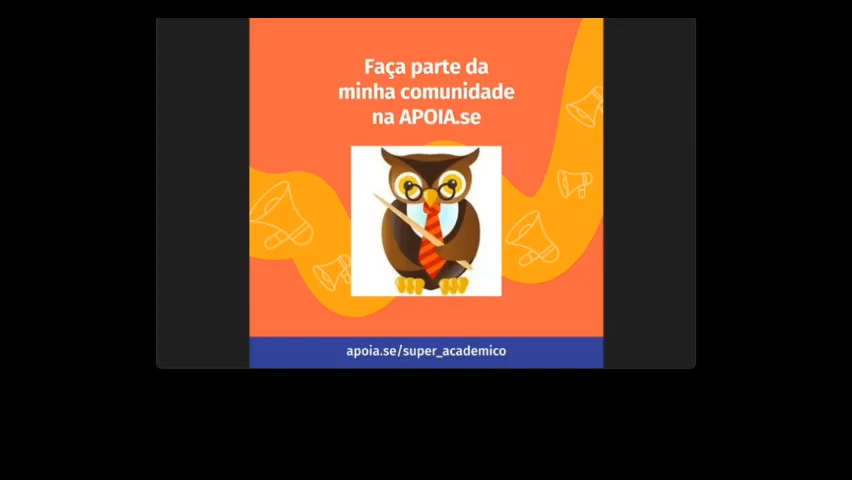 Faça parte da
minha comunidade
na APOIA.se
apoia.se/super_academico